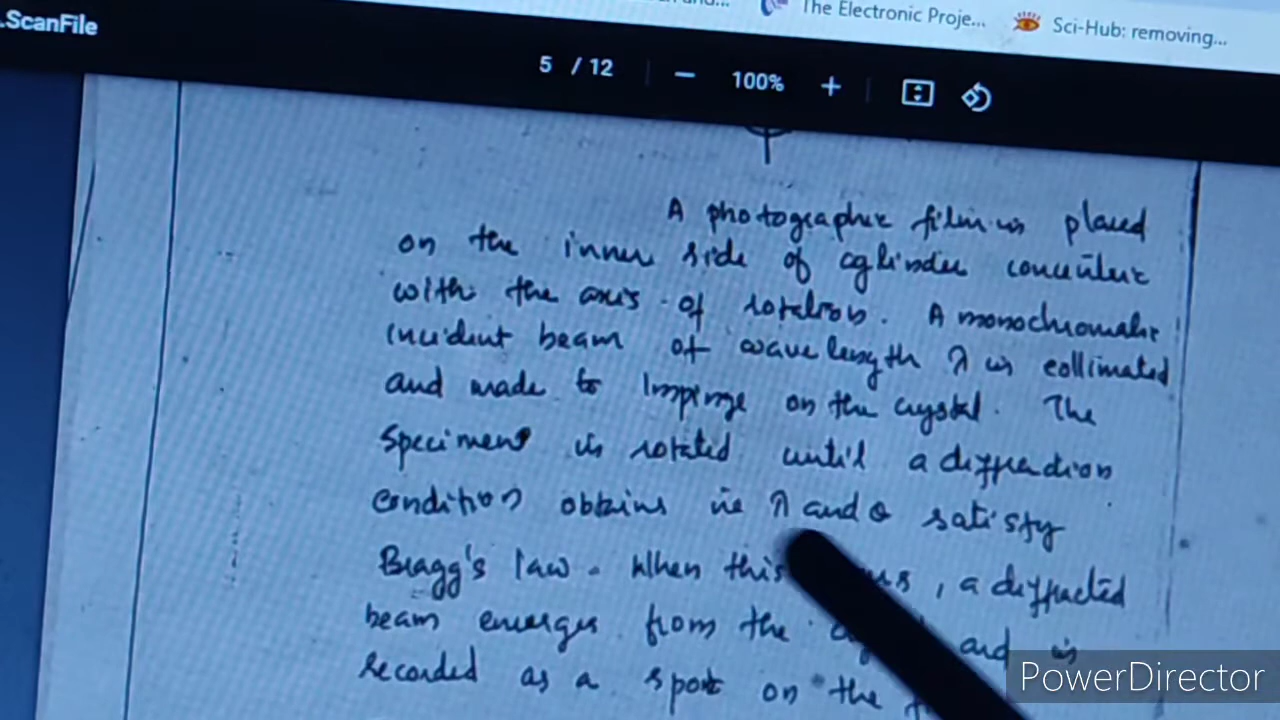 .ScanFile
The Electronic Proje...
Sci-Hub: removing...
5 / 12
100%
A photographic film is placed
on the inner side of cylinder concentric
with the axis of rotation. A monochromatic
incident beam of wavelength λ is collimated
and made to impinge on the crystal. The
specimen is rotated until a diffraction
condition obtains ie λ and θ satisfy
Bragg's law. When this, a diffracted
beam emerges from the and is
recorded as a spot on the
PowerDirector